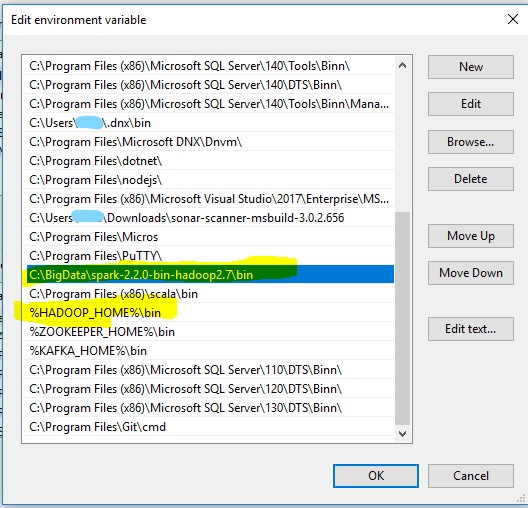 Edit environment variable
C:\Program Files (x86)\Microsoft SQL Server\140\Tools\Binn\
C:\Program Files (x86)\Microsoft SQL Server\140\DTS\Binn\
C:\Program Files (x86)\Microsoft SQL Server\140\Tools\Binn\Mana...
C:\Users\ \.dnx\bin
C:\Program Files\Microsoft DNX\Dnvm\
C:\Program Files\dotnet\
C:\Program Files\nodejs\
C:\Program Files (x86)\Microsoft Visual Studio\2017\Enterprise\MS...
C:\Users\ \Downloads\sonar-scanner-msbuild-3.0.2.656
C:\Program Files\Micros
C:\Program Files\PuTTY\
C:\BigData\spark-2.2.0-bin-hadoop2.7\bin
C:\Program Files (x86)\scala\bin
%HADOOP_HOME%\bin
%ZOOKEEPER_HOME%\bin
%KAFKA_HOME%\bin
C:\Program Files (x86)\Microsoft SQL Server\110\DTS\Binn\
C:\Program Files (x86)\Microsoft SQL Server\120\DTS\Binn\
C:\Program Files (x86)\Microsoft SQL Server\130\DTS\Binn\
C:\Program Files\Git\cmd
New
Edit
Browse...
Delete
Move Up
Move Down
Edit text...
OK
Cancel